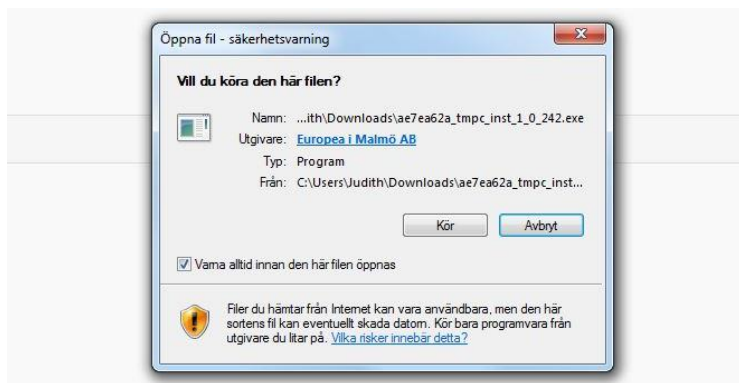 Öppna fil - säkerhetsvarning
Vill du köra den här filen?
Namn: ...ith\Downloads\ae7ea62a_tmpc_inst_1_0_242.exe
Utgivare: Europea i Malmö AB
Typ: Program
Från: C:\Users\Judith\Downloads\ae7ea62a_tmpc_inst...
Kör Avbryt
Varna alltid innan den här filen öppnas
Filer du hämtar från Internet kan vara användbara, men den här
sortens fil kan eventuellt skada datorn. Kör bara programvara från
utgivare du litar på. Vilka risker innebär detta?